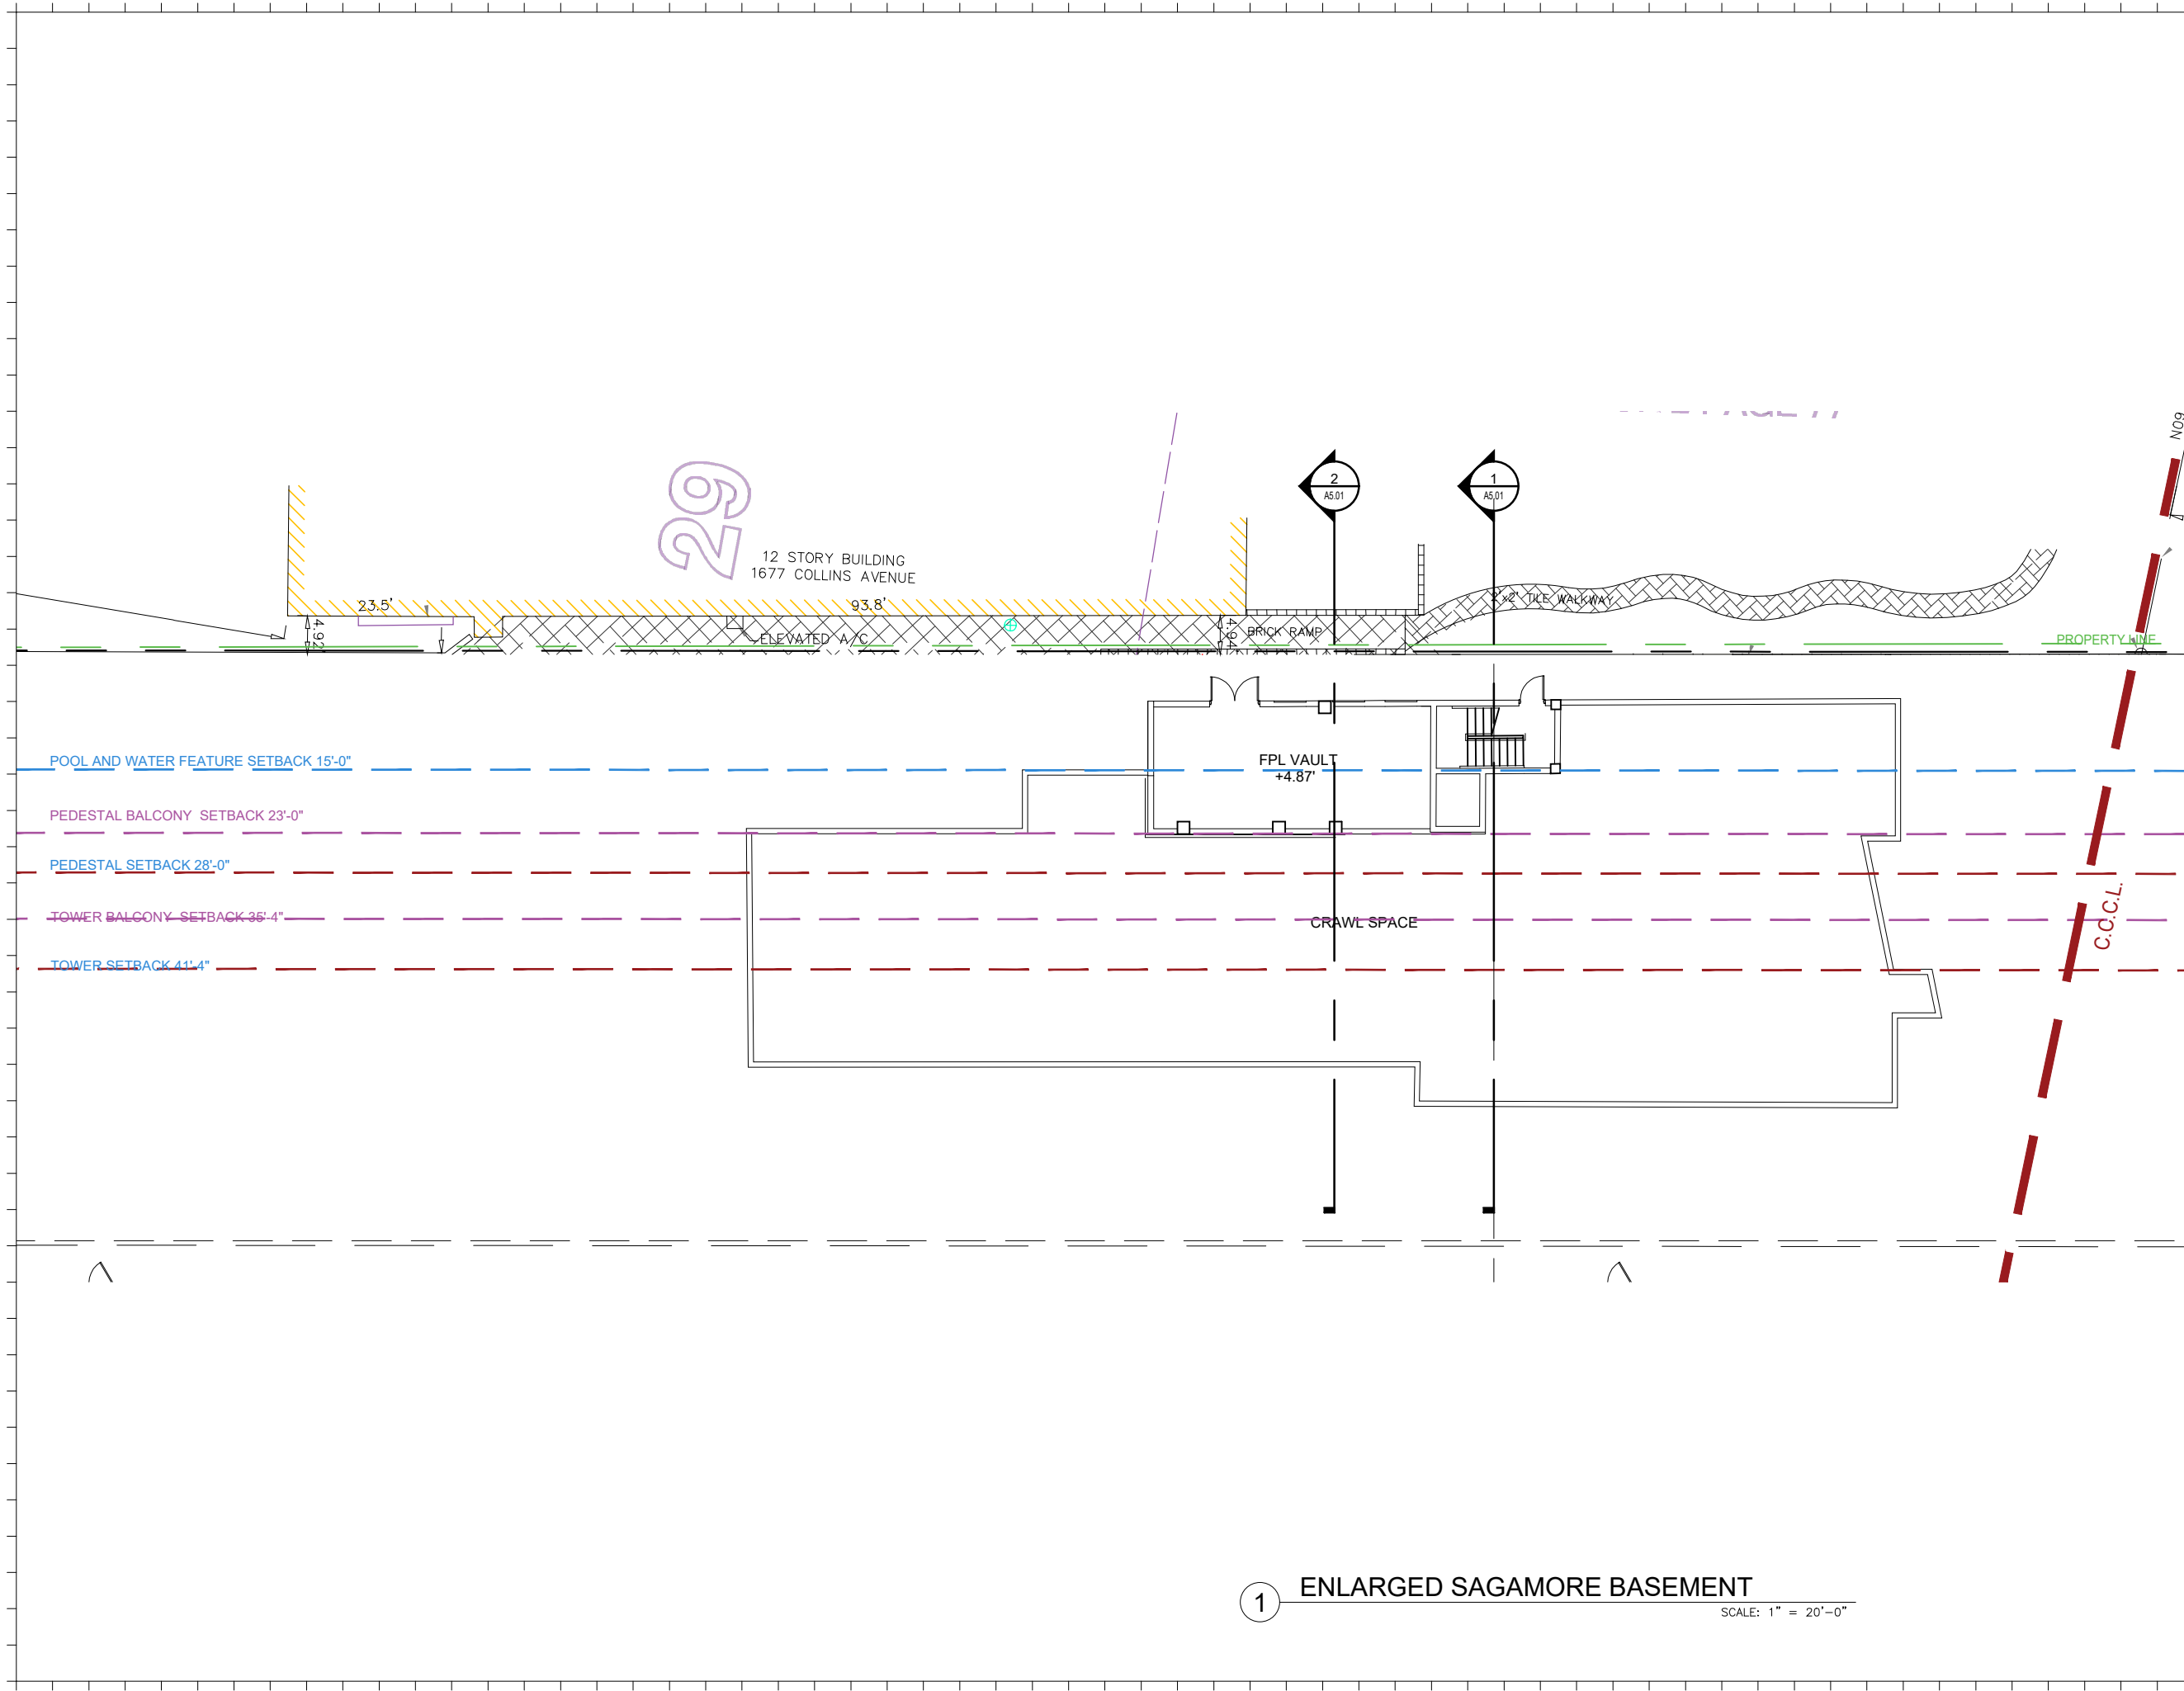 N09
2
A5.01
1
A5.01
29
12 STORY BUILDING
1677 COLLINS AVENUE
23.5'
93.8'
2'x2' TILE WALKWAY
4.92'
4.94'
BRICK RAMP
ELEVATED A/C
PROPERTY LINE
POOL AND WATER FEATURE SETBACK 15'-0"
FPL VAULT
+4.87'
PEDESTAL BALCONY SETBACK 23'-0"
PEDESTAL SETBACK 28'-0"
TOWER BALCONY SETBACK 35'-4"
CRAWL SPACE
C.C.C.L.
TOWER SETBACK 41'-4"
1
ENLARGED SAGAMORE BASEMENT
SCALE: 1" = 20'-0"